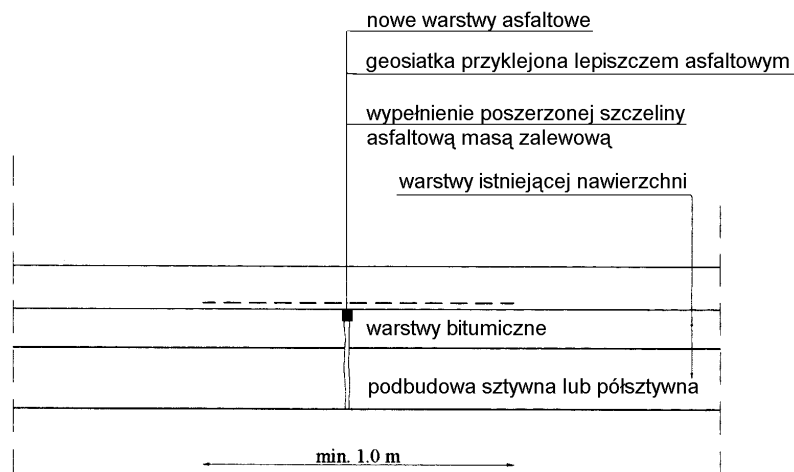 nowe warstwy asfaltowe
geosiatka przyklejona lepiszczem asfaltowym
wypełnienie poszerzonej szczeliny
asfaltową masą zalewową
warstwy istniejącej nawierzchni
warstwy bitumiczne
podbudowa sztywna lub półsztywna
min. 1.0 m